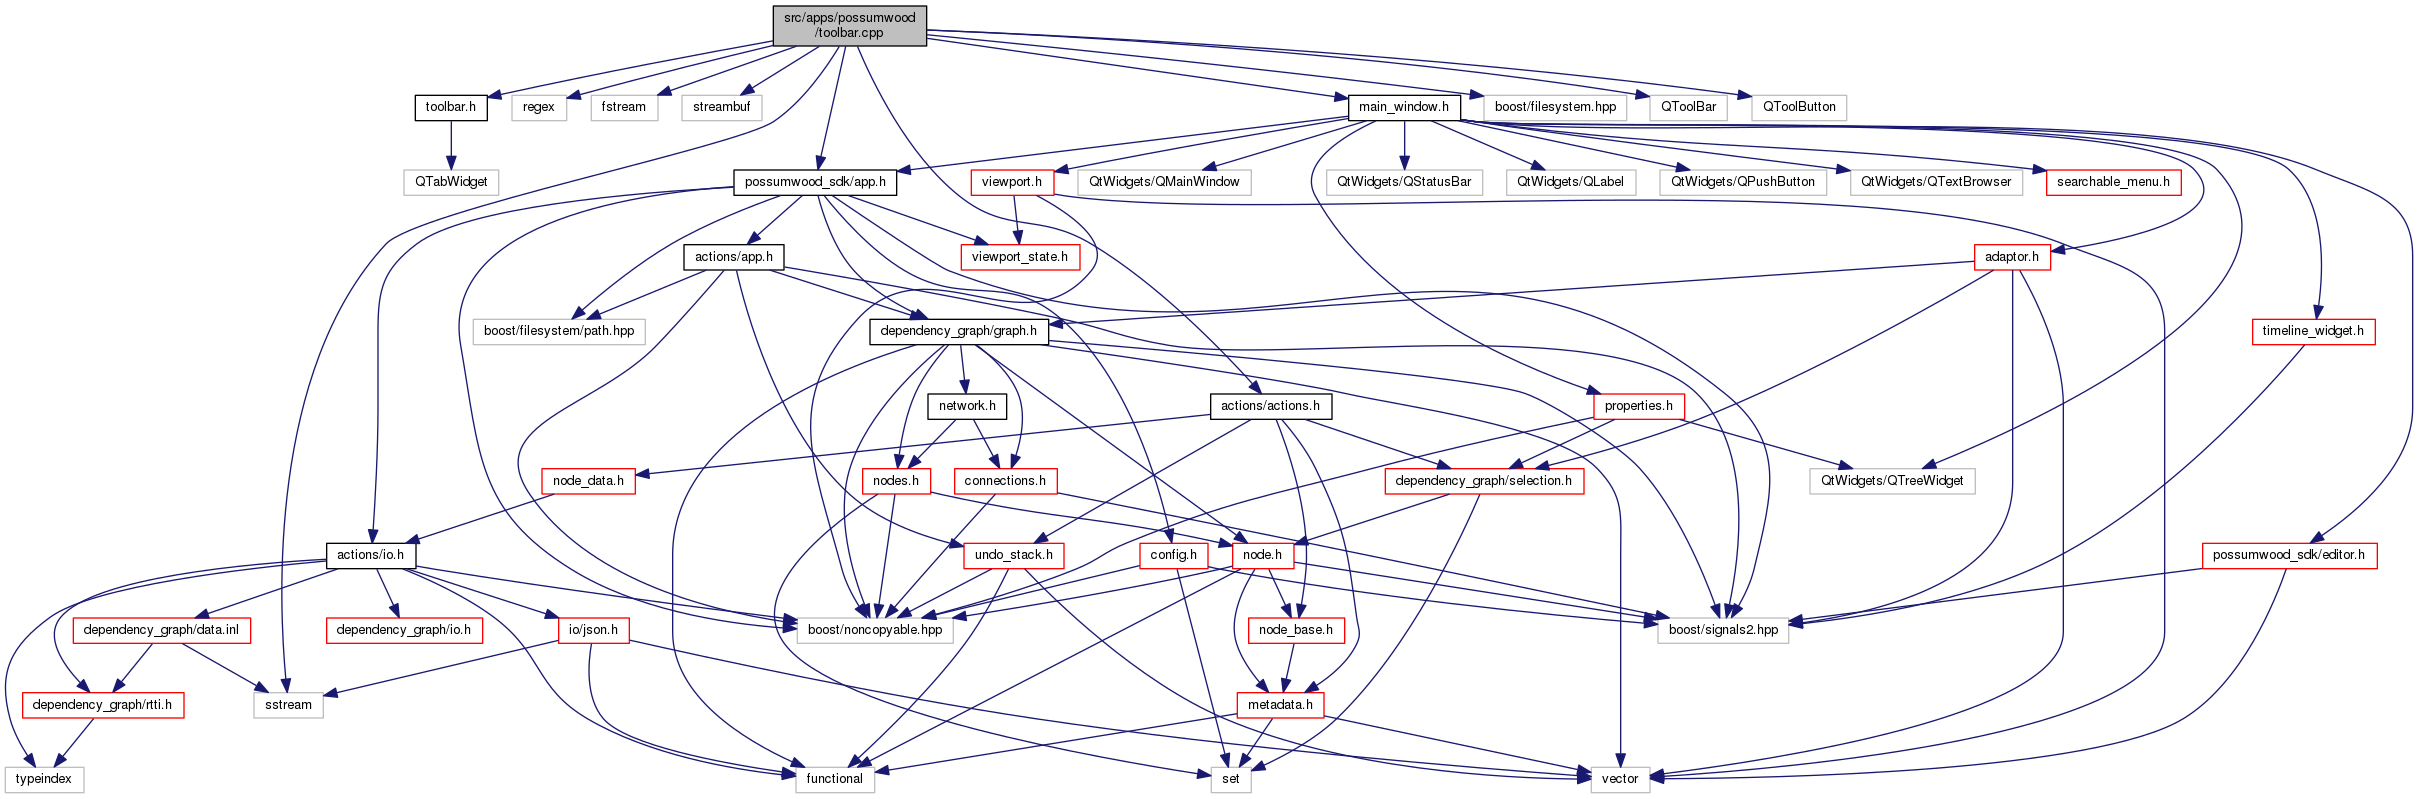 src/apps/possumwood
/toolbar.cpp
toolbar.h
regex
fstream
streambuf
main_window.h
boost/filesystem.hpp
QToolBar
QToolButton
QTabWidget
possumwood_sdk/app.h
viewport.h
QtWidgets/QMainWindow
QtWidgets/QStatusBar
QtWidgets/QLabel
QtWidgets/QPushButton
QtWidgets/QTextBrowser
searchable_menu.h
actions/app.h
viewport_state.h
adaptor.h
boost/filesystem/path.hpp
dependency_graph/graph.h
timeline_widget.h
network.h
actions/actions.h
properties.h
node_data.h
nodes.h
connections.h
dependency_graph/selection.h
QtWidgets/QTreeWidget
actions/io.h
undo_stack.h
config.h
node.h
possumwood_sdk/editor.h
dependency_graph/data.inl
dependency_graph/io.h
io/json.h
boost/noncopyable.hpp
node_base.h
boost/signals2.hpp
dependency_graph/rtti.h
sstream
metadata.h
typeindex
functional
set
vector